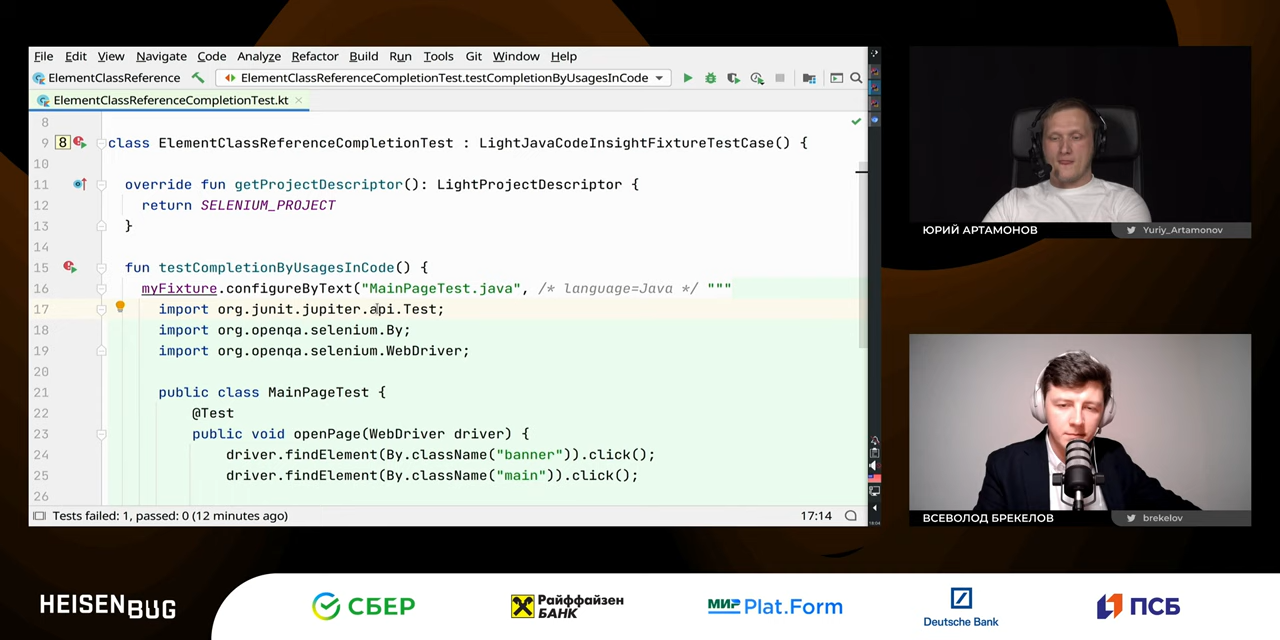 File Edit View Navigate Code Analyze Refactor Build Run Tools Git Window Help
ElementClassReference ElementClassReferenceCompletionTest.testCompletionByUsagesInCode
ElementClassReferenceCompletionTest.kt
8
9 8 class ElementClassReferenceCompletionTest : LightJavaCodeInsightFixtureTestCase() {
10
11 override fun getProjectDescriptor(): LightProjectDescriptor {
12 return SELENIUM_PROJECT
13 }
14
15 fun testCompletionByUsagesInCode() {
16 myFixture.configureByText("MainPageTest.java", /* language=Java */ """
17 import org.junit.jupiter.api.Test;
18 import org.openqa.selenium.By;
19 import org.openqa.selenium.WebDriver;
20
21 public class MainPageTest {
22 @Test
23 public void openPage(WebDriver driver) {
24 driver.findElement(By.className("banner")).click();
25 driver.findElement(By.className("main")).click();
26
Tests failed: 1, passed: 0 (12 minutes ago) 17:14
ЮРИЙ АРТАМОНОВ Yuriy_Artamonov
ВСЕВОЛОД БРЕКЕЛОВ brekelov
HEISENBUG
СБЕР
Райффайзен
БАНК
МИР Plat.Form
Deutsche Bank
ПСБ